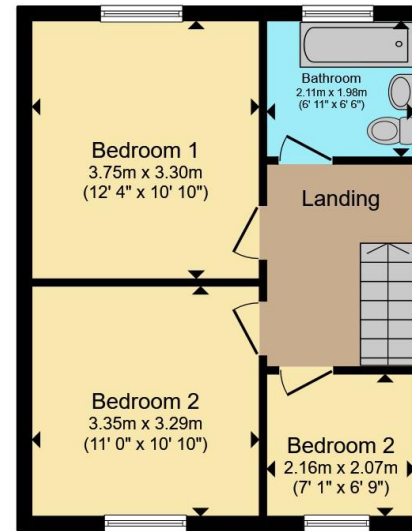 Bedroom 1
3.75m x 3.30m
(12' 4" x 10' 10")
Bathroom
2.11m x 1.98m
(6' 11" x 6' 6")
Landing
Bedroom 2
3.35m x 3.29m
(11' 0" x 10' 10")
Bedroom 2
2.16m x 2.07m
(7' 1" x 6' 9")